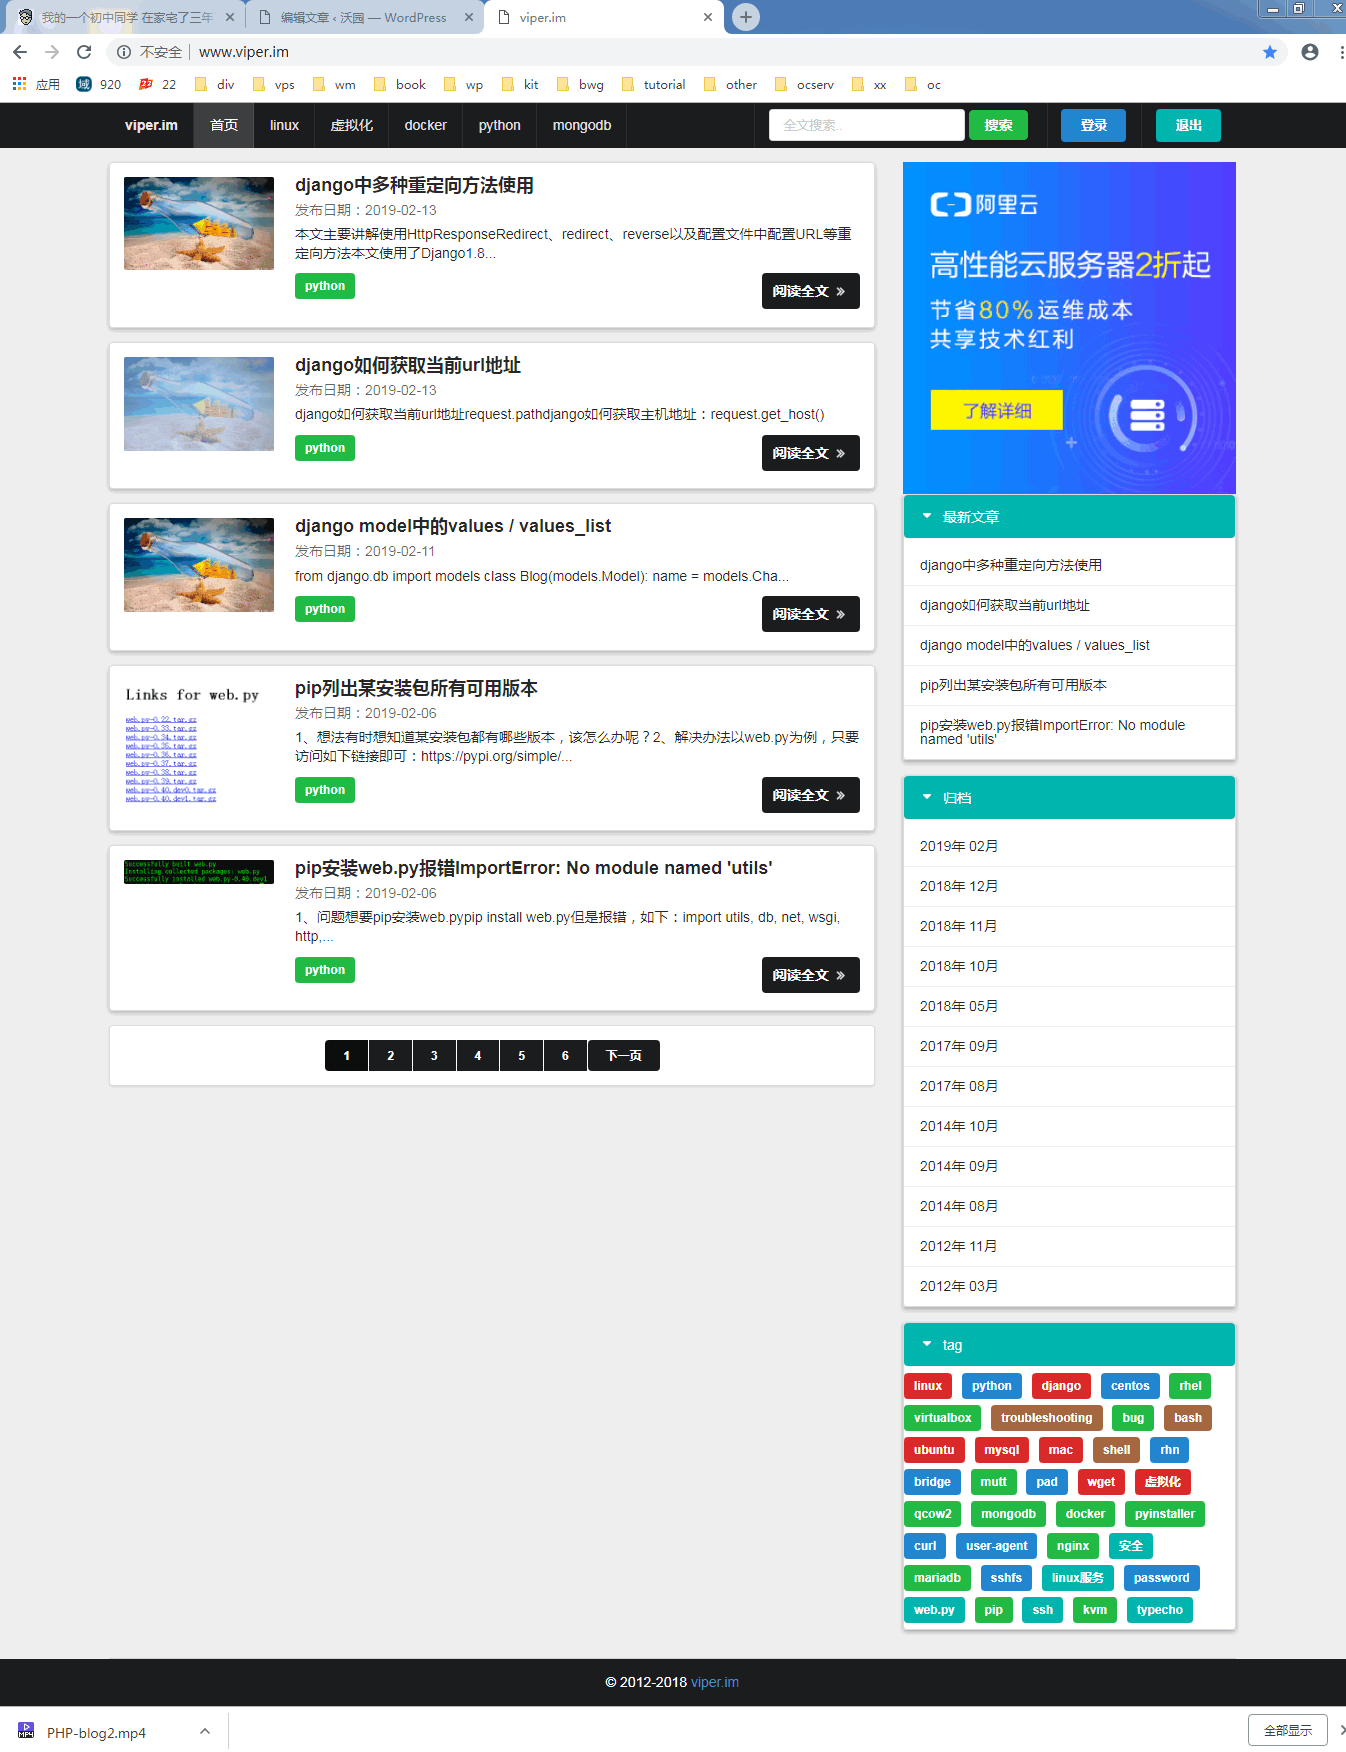 我的一个初中同学 在家宅了三年
编辑文章 ‹ 沃园 — WordPress
viper.im
不安全 www.viper.im
应用 920 22 div vps wm book wp kit bwg tutorial other ocserv xx oc
viper.im 首页 linux 虚拟化 docker python mongodb 全文搜索.. 搜索 登录 退出
django中多种重定向方法使用
发布日期：2019-02-13
本文主要讲解使用HttpResponseRedirect、redirect、reverse以及配置文件中配置URL等重
定向方法本文使用了Django1.8...
python
阅读全文 »
django如何获取当前url地址
发布日期：2019-02-13
django如何获取当前url地址request.pathdjango如何获取主机地址：request.get_host()
python
阅读全文 »
django model中的values / values_list
发布日期：2019-02-11
from django.db import models class Blog(models.Model): name = models.Cha...
python
阅读全文 »
Links for web.py
web.py-0.22.tar.gz
web.py-0.33.tar.gz
web.py-0.34.tar.gz
web.py-0.35.tar.gz
web.py-0.36.tar.gz
web.py-0.37.tar.gz
web.py-0.38.tar.gz
web.py-0.39.tar.gz
web.py-0.40.dev0.tar.gz
web.py-0.40.dev1.tar.gz
pip列出某安装包所有可用版本
发布日期：2019-02-06
1、想法有时想知道某安装包都有哪些版本，该怎么办呢？2、解决办法以web.py为例，只要
访问如下链接即可：https://pypi.org/simple/...
python
阅读全文 »
Successfully built web.py
Installing collected packages: web.py
Successfully installed web.py-0.40.dev1
pip安装web.py报错ImportError: No module named 'utils'
发布日期：2019-02-06
1、问题想要pip安装web.pypip install web.py但是报错，如下：import utils, db, net, wsgi,
http,...
python
阅读全文 »
1 2 3 4 5 6 下一页
阿里云
高性能云服务器2折起
节省80%运维成本
共享技术红利
了解详细
最新文章
django中多种重定向方法使用
django如何获取当前url地址
django model中的values / values_list
pip列出某安装包所有可用版本
pip安装web.py报错ImportError: No module
named 'utils'
归档
2019年 02月
2018年 12月
2018年 11月
2018年 10月
2018年 05月
2017年 09月
2017年 08月
2014年 10月
2014年 09月
2014年 08月
2012年 11月
2012年 03月
tag
linux python django centos rhel
virtualbox troubleshooting bug bash
ubuntu mysql mac shell rhn
bridge mutt pad wget 虚拟化
qcow2 mongodb docker pyinstaller
curl user-agent nginx 安全
mariadb sshfs linux服务 password
web.py pip ssh kvm typecho
© 2012-2018 viper.im
PHP-blog2.mp4
全部显示